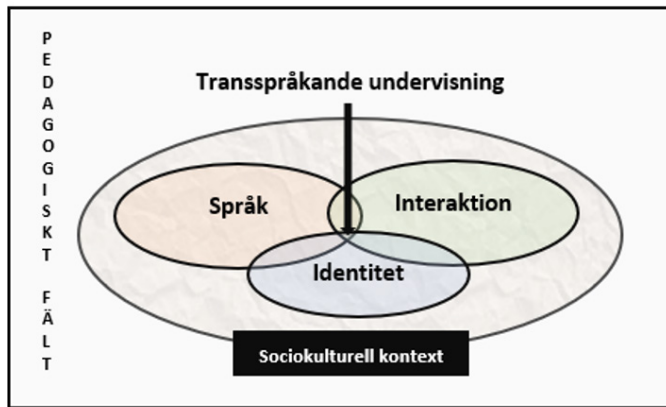 PEDAGOGISKT FÄLT
Transspråkande undervisning
Språk
Interaktion
Identitet
Sociokulturell kontext